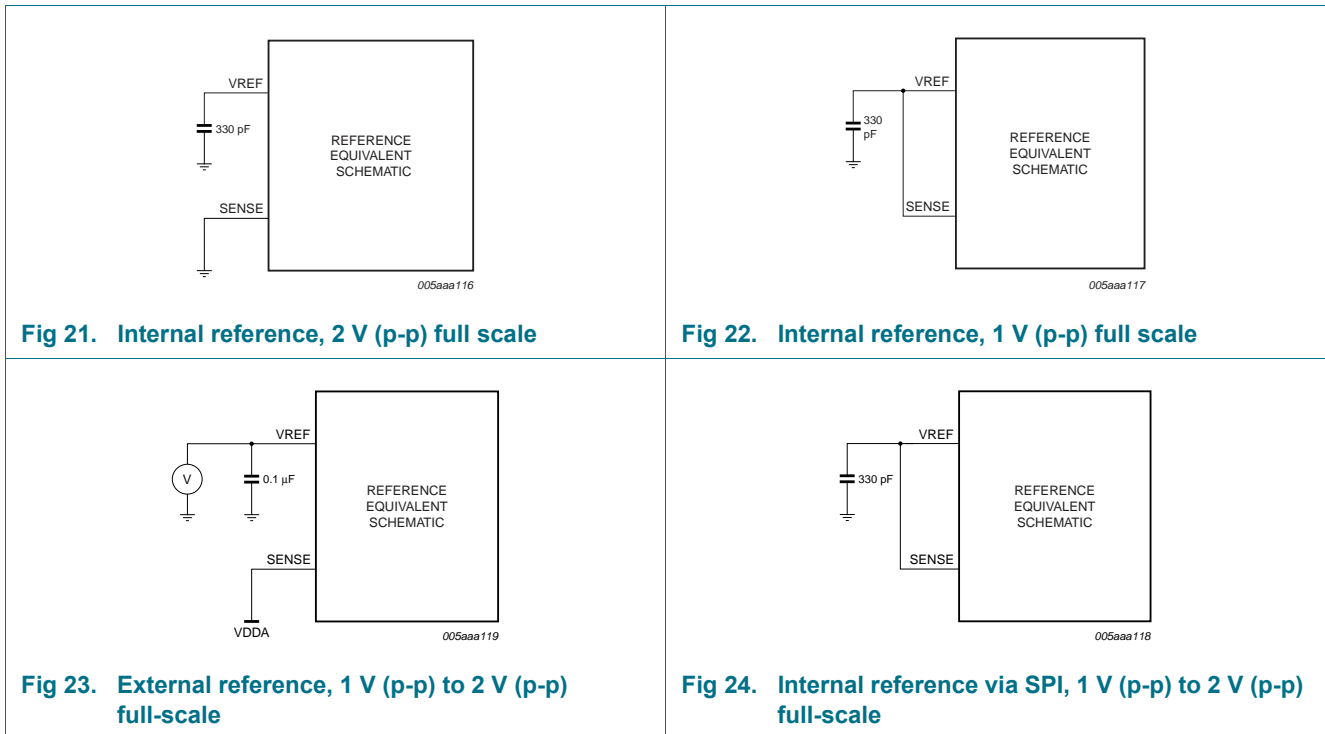 VREF
330 pF
REFERENCE
EQUIVALENT
SCHEMATIC
SENSE
005aaa116
Fig 21. Internal reference, 2 V (p-p) full scale
VREF
330
pF
REFERENCE
EQUIVALENT
SCHEMATIC
SENSE
005aaa117
Fig 22. Internal reference, 1 V (p-p) full scale
VREF
V
0.1 μF
REFERENCE
EQUIVALENT
SCHEMATIC
SENSE
VDDA
005aaa119
Fig 23. External reference, 1 V (p-p) to 2 V (p-p)
full-scale
VREF
330 pF
REFERENCE
EQUIVALENT
SCHEMATIC
SENSE
005aaa118
Fig 24. Internal reference via SPI, 1 V (p-p) to 2 V (p-p)
full-scale